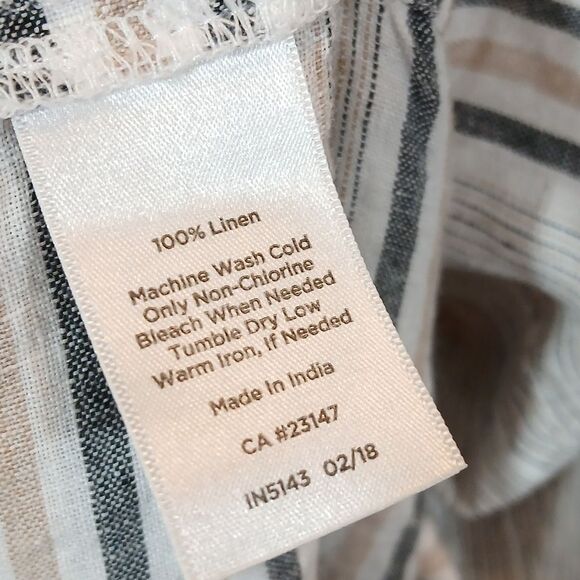 100% Linen
Machine Wash Cold
Only Non-Chlorine
Bleach When Needed
Tumble Dry Low
Warm Iron, If Needed
Made In India
CA #23147
IN5143 02/18